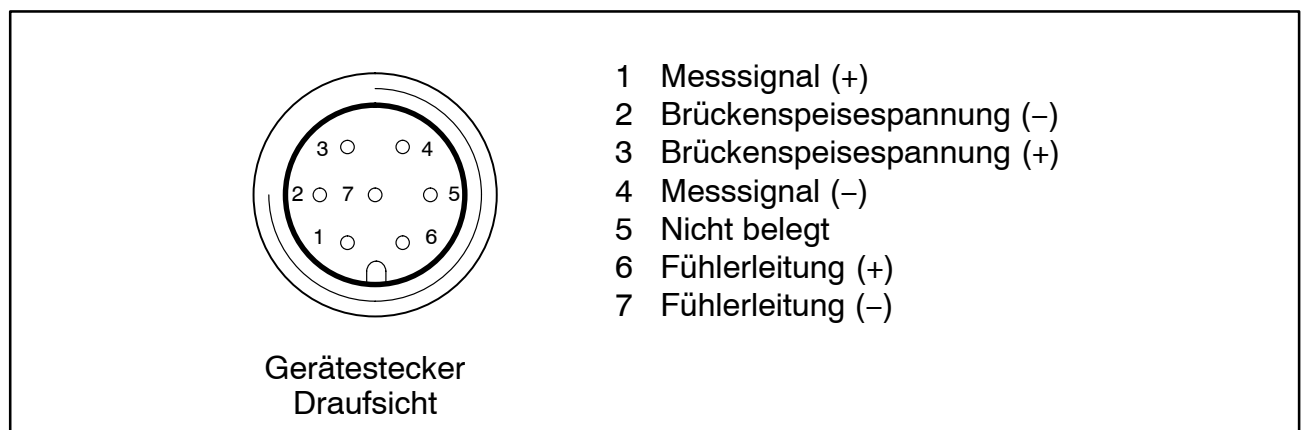 3 4
2 7 5
1 6
Gerätestecker
Draufsicht
1 Messsignal (+)
2 Brückenspeisespannung (−)
3 Brückenspeisespannung (+)
4 Messsignal (−)
5 Nicht belegt
6 Fühlerleitung (+)
7 Fühlerleitung (−)